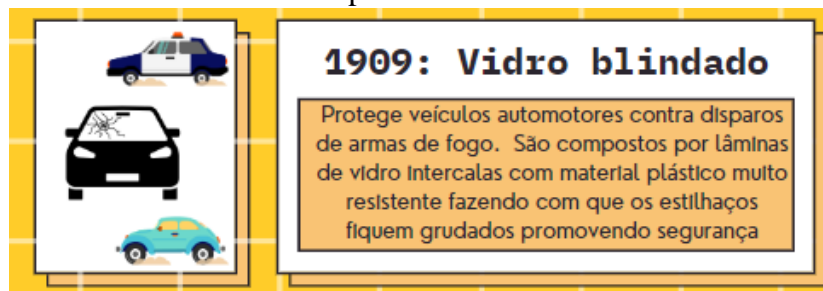 1909: Vidro blindado
Protege veículos automotores contra disparos
de armas de fogo. São compostos por lâminas
de vidro intercalas com material plástico muito
resistente fazendo com que os estilhaços
fiquem grudados promovendo segurança